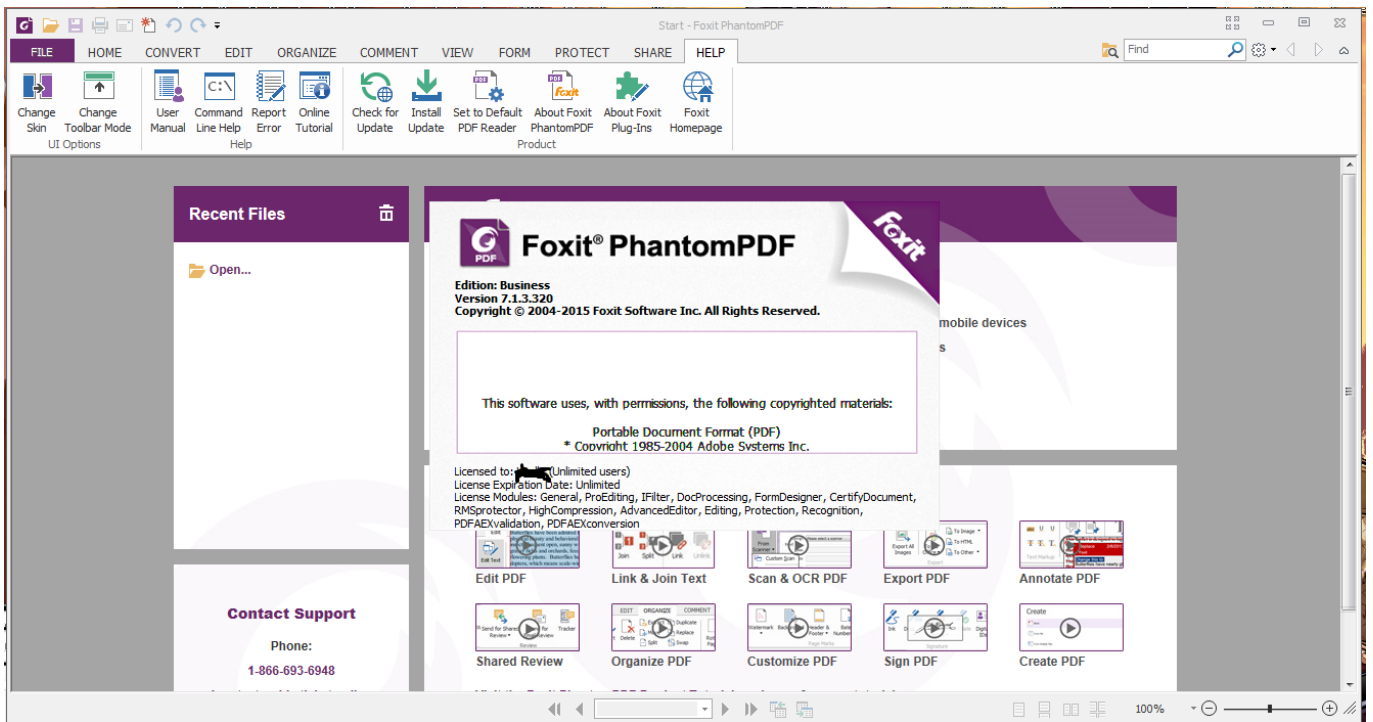 Start - Foxit PhantomPDF
FILE HOME CONVERT EDIT ORGANIZE COMMENT VIEW FORM PROTECT SHARE HELP
Find
Change Skin
Change Toolbar Mode
UI Options
User Manual
Command Line Help
Report Error
Online Tutorial
Help
Check for Update
Install Update
Set to Default PDF Reader
About Foxit PhantomPDF
About Foxit Plug-Ins
Foxit Homepage
Product
Recent Files
Open...
Foxit
PDF
Foxit® PhantomPDF
Edition: Business
Version 7.1.3.320
Copyright © 2004-2015 Foxit Software Inc. All Rights Reserved.
This software uses, with permissions, the following copyrighted materials:
Portable Document Format (PDF)
* Copyright 1985-2004 Adobe Systems Inc.
Licensed to: (Unlimited users)
License Expiration Date: Unlimited
License Modules: General, ProEditing, IFilter, DocProcessing, FormDesigner, CertifyDocument,
RMSprotector, HighCompression, AdvancedEditor, Editing, Protection, Recognition,
PDFAEXvalidation, PDFAEXconversion
mobile devices
s
Edit PDF Link & Join Text Scan & OCR PDF Export PDF Annotate PDF
Shared Review Organize PDF Customize PDF Sign PDF Create PDF
Contact Support
Phone:
1-866-693-6948
100%